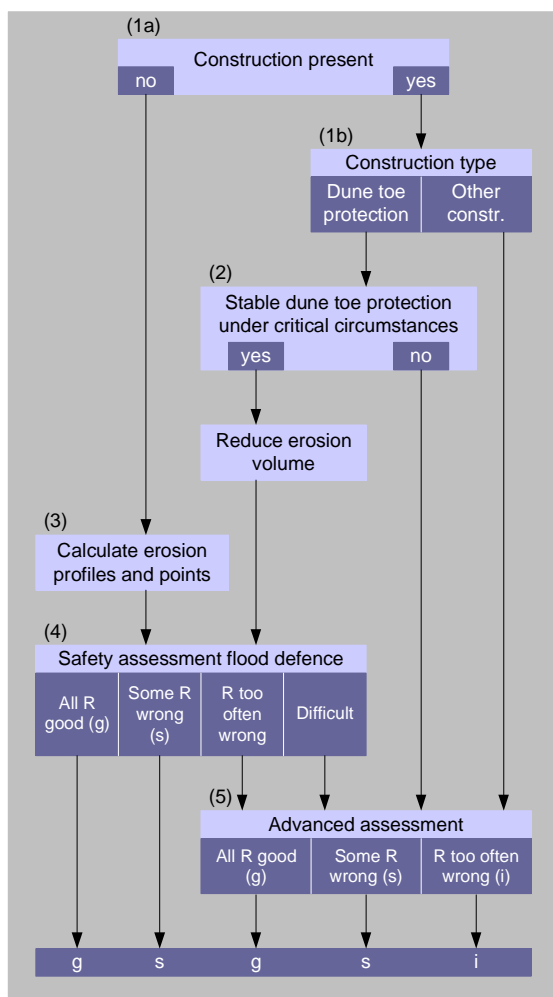 (1a)
Construction present
no
yes
(1b)
Construction type
Dune toe
protection
Other
constr.
(2)
Stable dune toe protection
under critical circumstances
yes
no
Reduce erosion
volume
(3)
Calculate erosion
profiles and points
(4)
Safety assessment flood defence
All R
good (g)
Some R
wrong
(s)
R too
often
wrong
Difficult
(5)
Advanced assessment
All R good
(g)
Some R
wrong (s)
R too often
wrong (i)
g
s
g
s
i